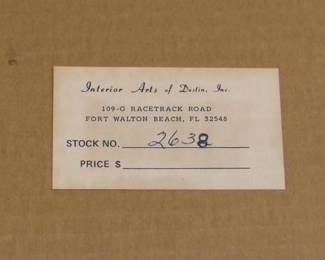 Interior Arts of Destin, Inc.
109-G RACETRACK ROAD
FORT WALTON BEACH, FL 32548
STOCK NO. 2638
PRICE $